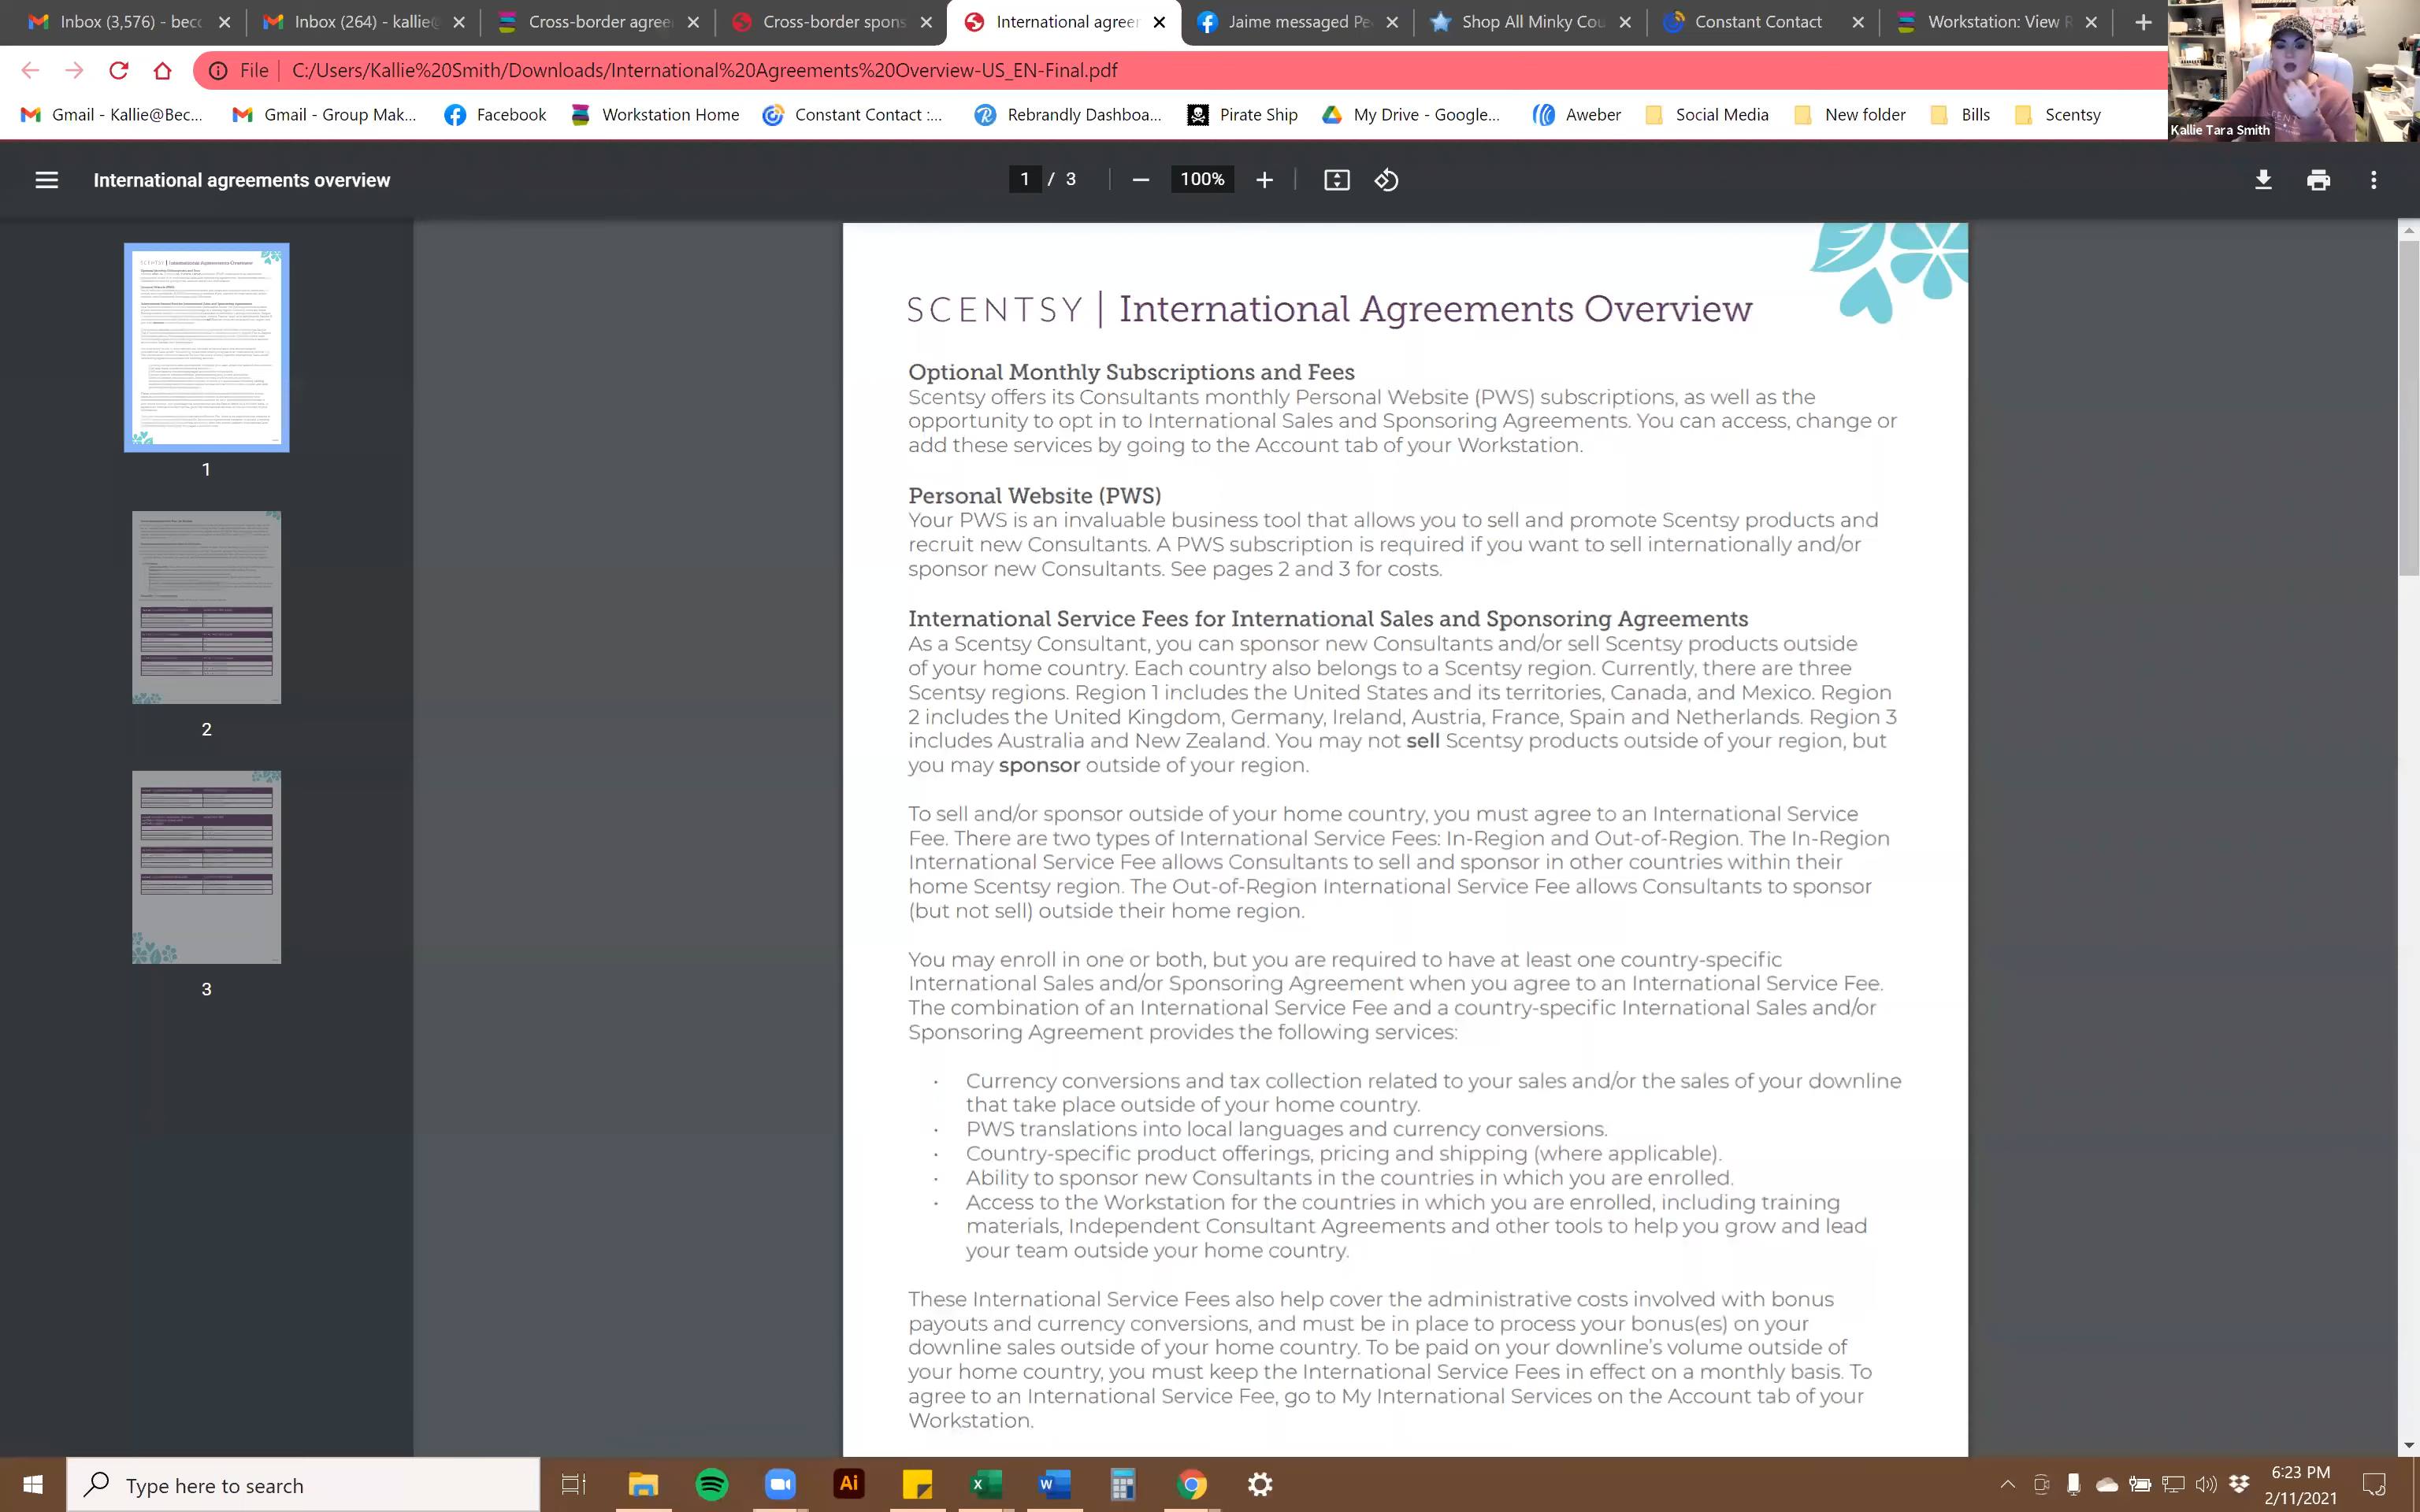 Inbox (3,576) - becc
Inbox (264) - kallie@
Cross-border agree
Cross-border spons
International agreer
Jaime messaged Pe
Shop All Minky Cou
Constant Contact
Workstation: View R
File
C:/Users/Kallie%20Smith/Downloads/International%20Agreements%20Overview-US_EN-Final.pdf
Gmail - Kallie@Bec...
Gmail - Group Mak...
Facebook
Workstation Home
Constant Contact :...
Rebrandly Dashboa...
Pirate Ship
My Drive - Google...
Aweber
Social Media
New folder
Bills
Scentsy
Kallie Tara Smith
International agreements overview
1 / 3
100%
1
2
3
SCENTSY | International Agreements Overview
Optional Monthly Subscriptions and Fees
Scentsy offers its Consultants monthly Personal Website (PWS) subscriptions, as well as the
opportunity to opt in to International Sales and Sponsoring Agreements. You can access, change or
add these services by going to the Account tab of your Workstation.
Personal Website (PWS)
Your PWS is an invaluable business tool that allows you to sell and promote Scentsy products and
recruit new Consultants. A PWS subscription is required if you want to sell internationally and/or
sponsor new Consultants. See pages 2 and 3 for costs.
International Service Fees for International Sales and Sponsoring Agreements
As a Scentsy Consultant, you can sponsor new Consultants and/or sell Scentsy products outside
of your home country. Each country also belongs to a Scentsy region. Currently, there are three
Scentsy regions. Region 1 includes the United States and its territories, Canada, and Mexico. Region
2 includes the United Kingdom, Germany, Ireland, Austria, France, Spain and Netherlands. Region 3
includes Australia and New Zealand. You may not sell Scentsy products outside of your region, but
you may sponsor outside of your region.
To sell and/or sponsor outside of your home country, you must agree to an International Service
Fee. There are two types of International Service Fees: In-Region and Out-of-Region. The In-Region
International Service Fee allows Consultants to sell and sponsor in other countries within their
home Scentsy region. The Out-of-Region International Service Fee allows Consultants to sponsor
(but not sell) outside their home region.
You may enroll in one or both, but you are required to have at least one country-specific
International Sales and/or Sponsoring Agreement when you agree to an International Service Fee.
The combination of an International Service Fee and a country-specific International Sales and/or
Sponsoring Agreement provides the following services:
· Currency conversions and tax collection related to your sales and/or the sales of your downline
that take place outside of your home country.
· PWS translations into local languages and currency conversions.
· Country-specific product offerings, pricing and shipping (where applicable).
· Ability to sponsor new Consultants in the countries in which you are enrolled.
· Access to the Workstation for the countries in which you are enrolled, including training
materials, Independent Consultant Agreements and other tools to help you grow and lead
your team outside your home country.
These International Service Fees also help cover the administrative costs involved with bonus
payouts and currency conversions, and must be in place to process your bonus(es) on your
downline sales outside of your home country. To be paid on your downline's volume outside of
your home country, you must keep the International Service Fees in effect on a monthly basis. To
agree to an International Service Fee, go to My International Services on the Account tab of your
Workstation.
Type here to search
6:23 PM
2/11/2021